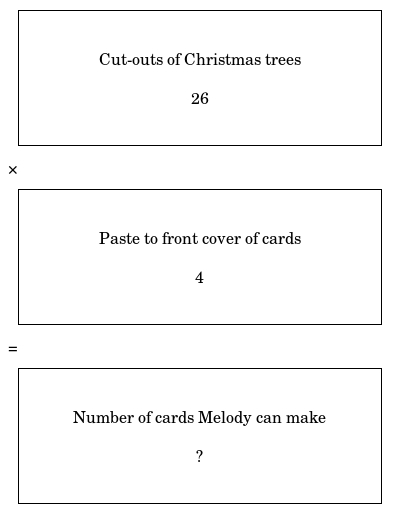 Cut-outs of Christmas trees
26
×
Paste to front cover of cards
4
=
Number of cards Melody can make
?